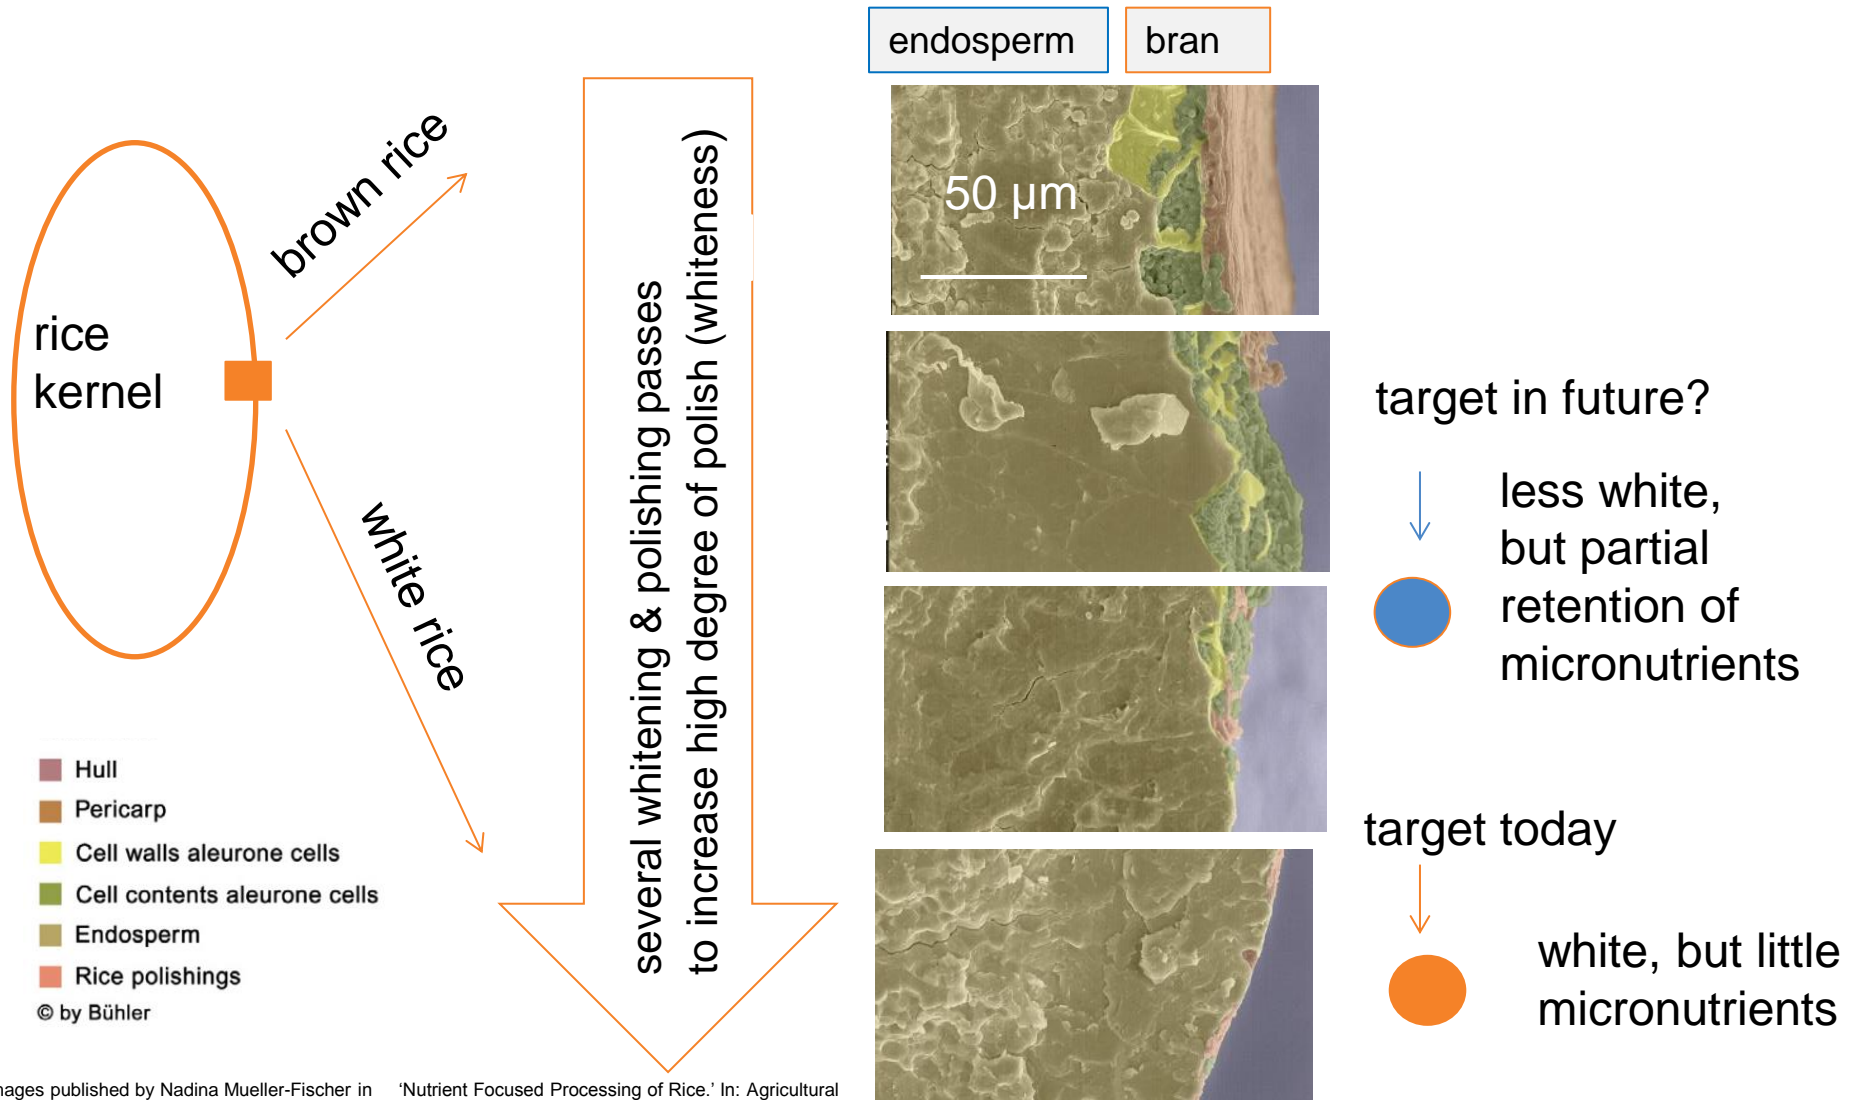 endosperm
bran
brown rice
rice
kernel
white rice
several whitening & polishing passes
to increase high degree of polish (whiteness)
50 µm
target in future?
less white,
but partial
retention of
micronutrients
target today
white, but little
micronutrients
Hull
Pericarp
Cell walls aleurone cells
Cell contents aleurone cells
Endosperm
Rice polishings
© by Bühler
mages published by Nadina Mueller-Fischer in 'Nutrient Focused Processing of Rice.' In: Agricultural